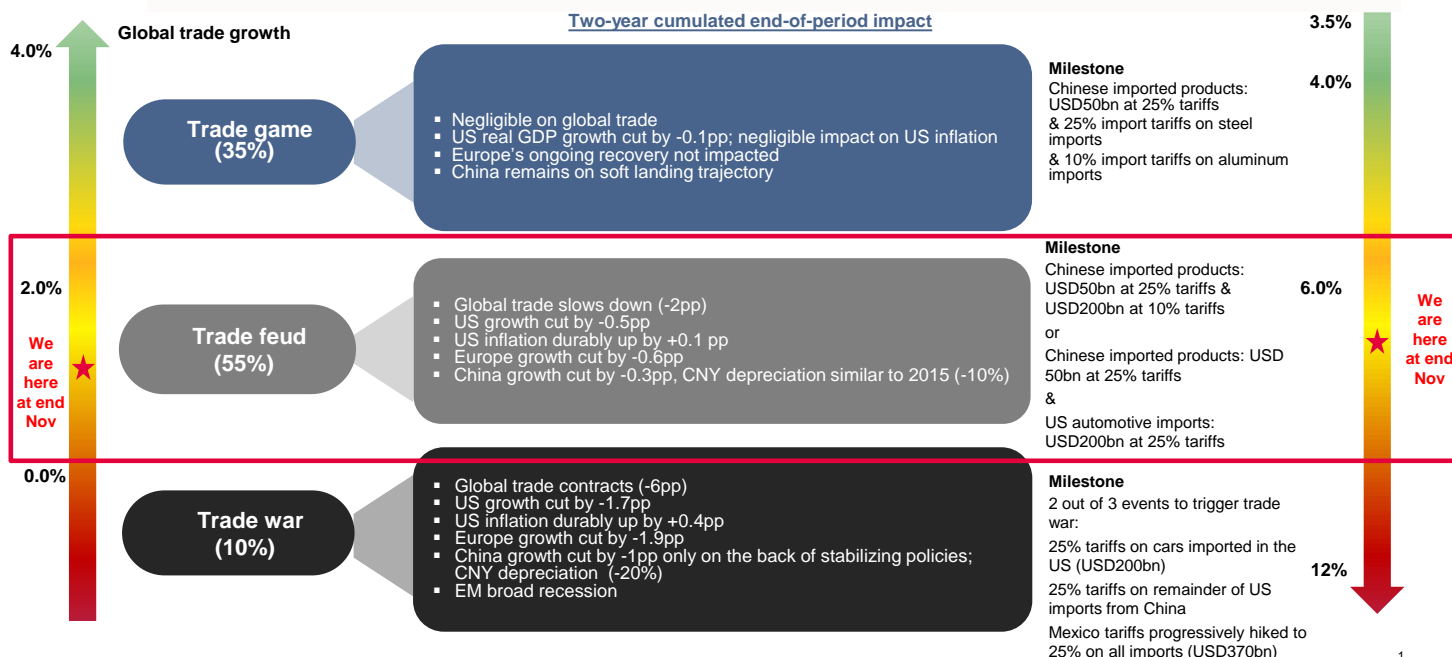 Two-year cumulated end-of-period impact
Global trade growth
4.0%
2.0%
We
are
here
at end
Nov
0.0%
Trade game
(35%)
▪ Negligible on global trade
▪ US real GDP growth cut by -0.1pp; negligible impact on US inflation
▪ Europe's ongoing recovery not impacted
▪ China remains on soft landing trajectory
Milestone
Chinese imported products:
USD50bn at 25% tariffs
& 25% import tariffs on steel
imports
& 10% import tariffs on aluminum
imports
3.5%
4.0%
Trade feud
(55%)
▪ Global trade slows down (-2pp)
▪ US growth cut by -0.5pp
▪ US inflation durably up by +0.1 pp
▪ Europe growth cut by -0.6pp
▪ China growth cut by -0.3pp, CNY depreciation similar to 2015 (-10%)
Milestone
Chinese imported products:
USD50bn at 25% tariffs &
USD200bn at 10% tariffs
or
Chinese imported products: USD
50bn at 25% tariffs
&
US automotive imports:
USD200bn at 25% tariffs
6.0%
We
are
here
at end
Nov
Trade war
(10%)
▪ Global trade contracts (-6pp)
▪ US growth cut by -1.7pp
▪ US inflation durably up by +0.4pp
▪ Europe growth cut by -1.9pp
▪ China growth cut by -1pp only on the back of stabilizing policies;
CNY depreciation (-20%)
▪ EM broad recession
Milestone
2 out of 3 events to trigger trade
war:
25% tariffs on cars imported in the
US (USD200bn)
25% tariffs on remainder of US
imports from China
Mexico tariffs progressively hiked to
25% on all imports (USD370bn)
12%
1